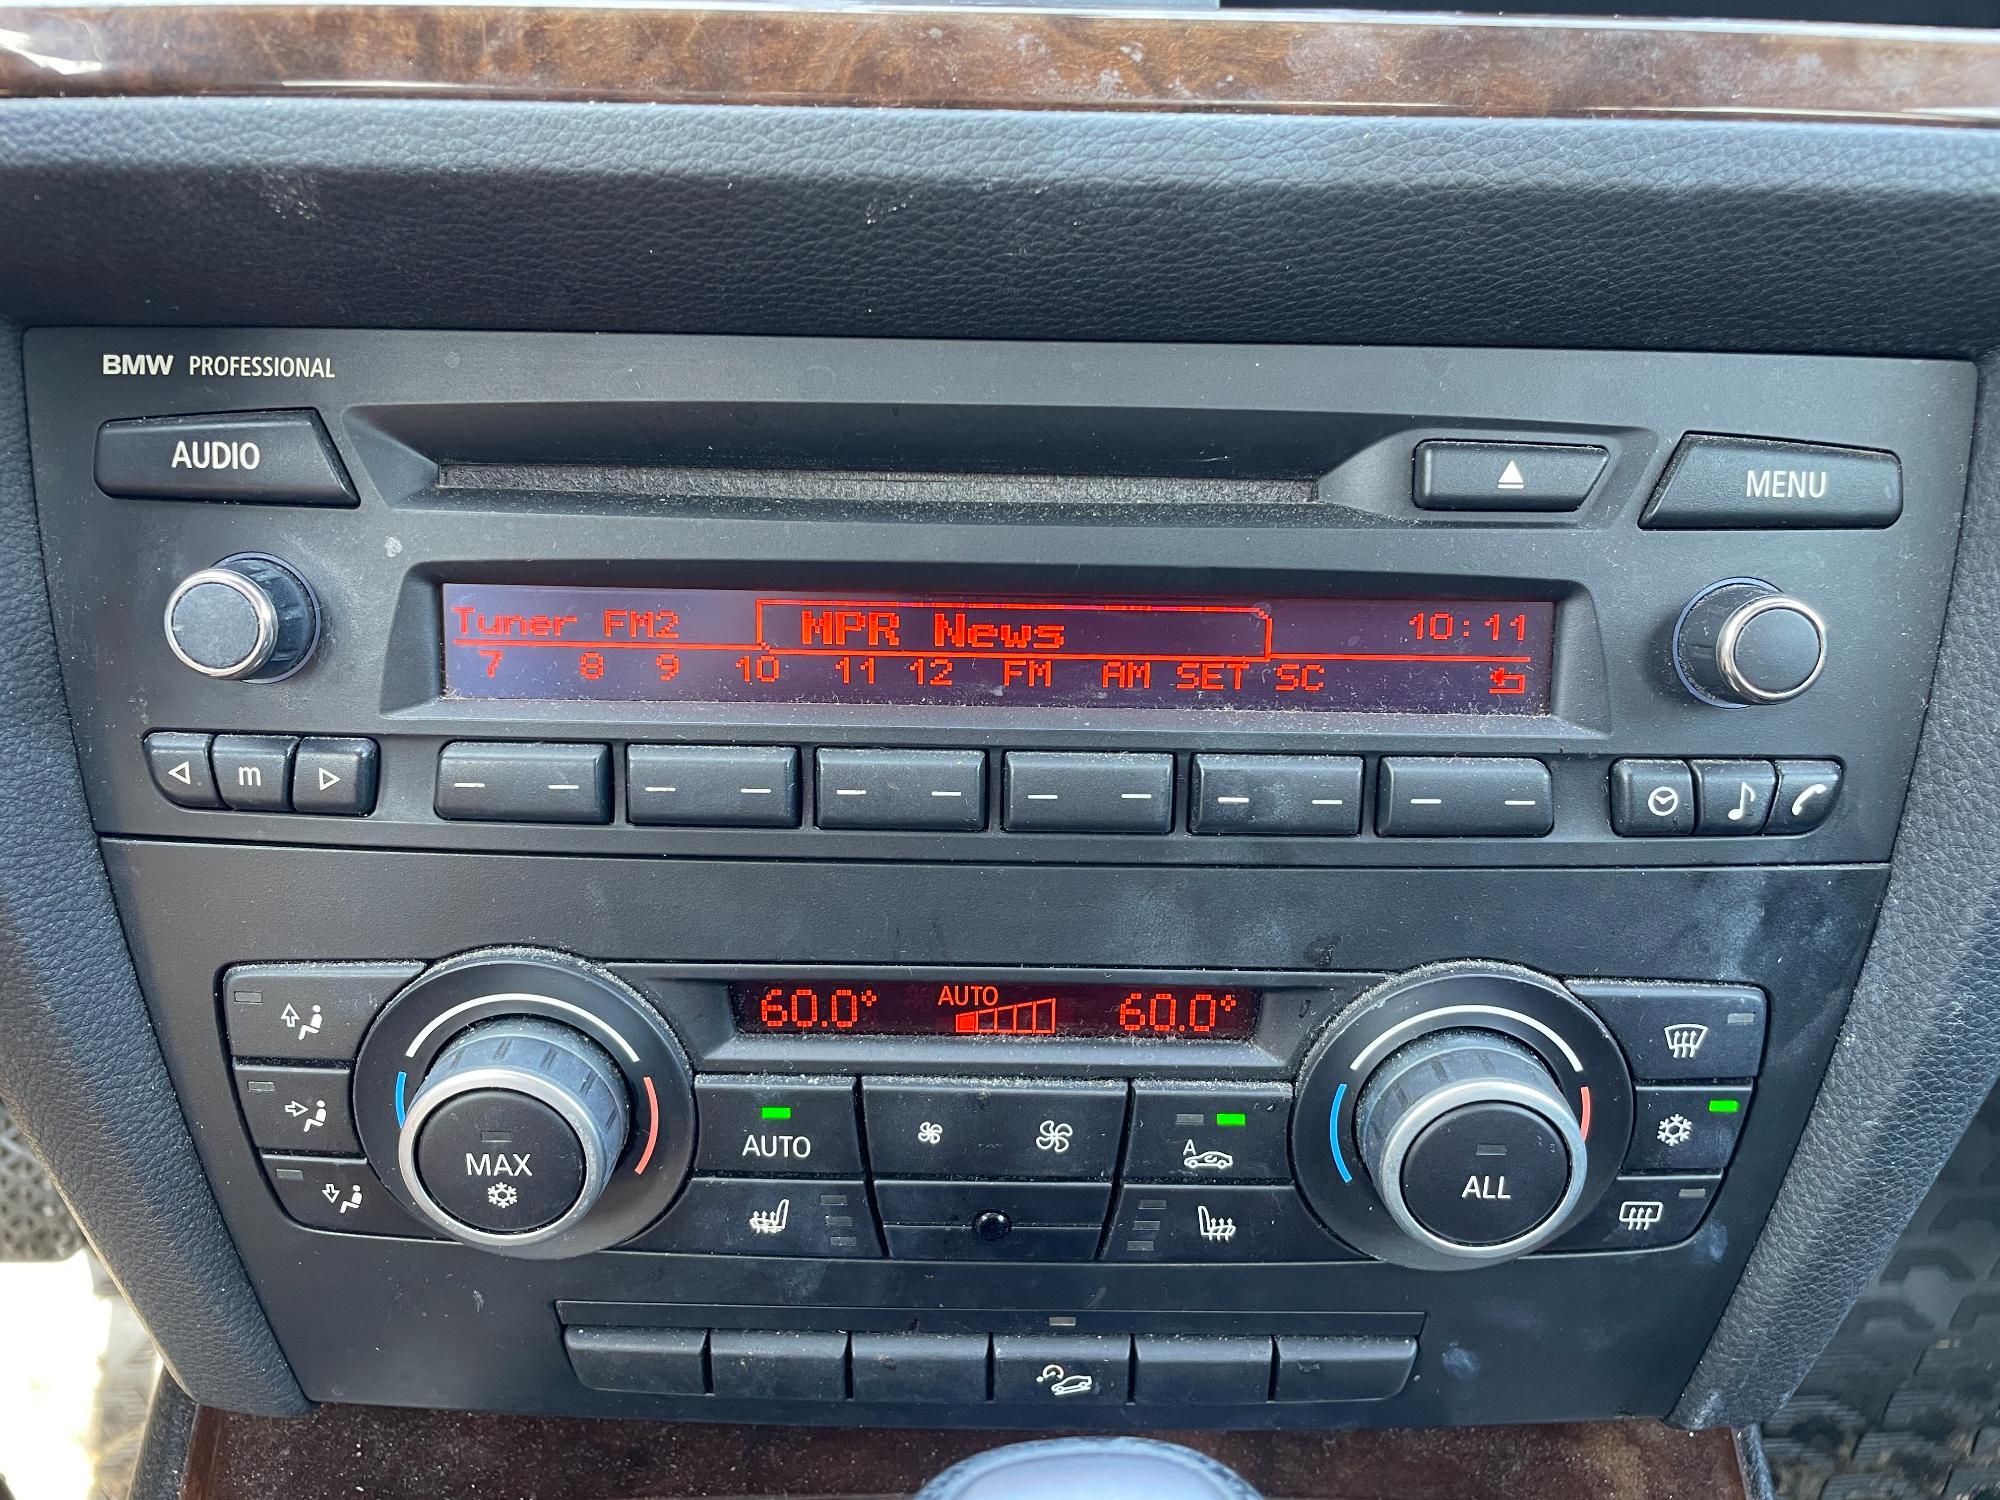 BMW PROFESSIONAL
AUDIO
MENU
Tuner FM2 MPR News 10:11
7 8 9 10 11 12 FM AM SET SC
m
60.0° AUTO 60.0°
MAX
AUTO
A
ALL